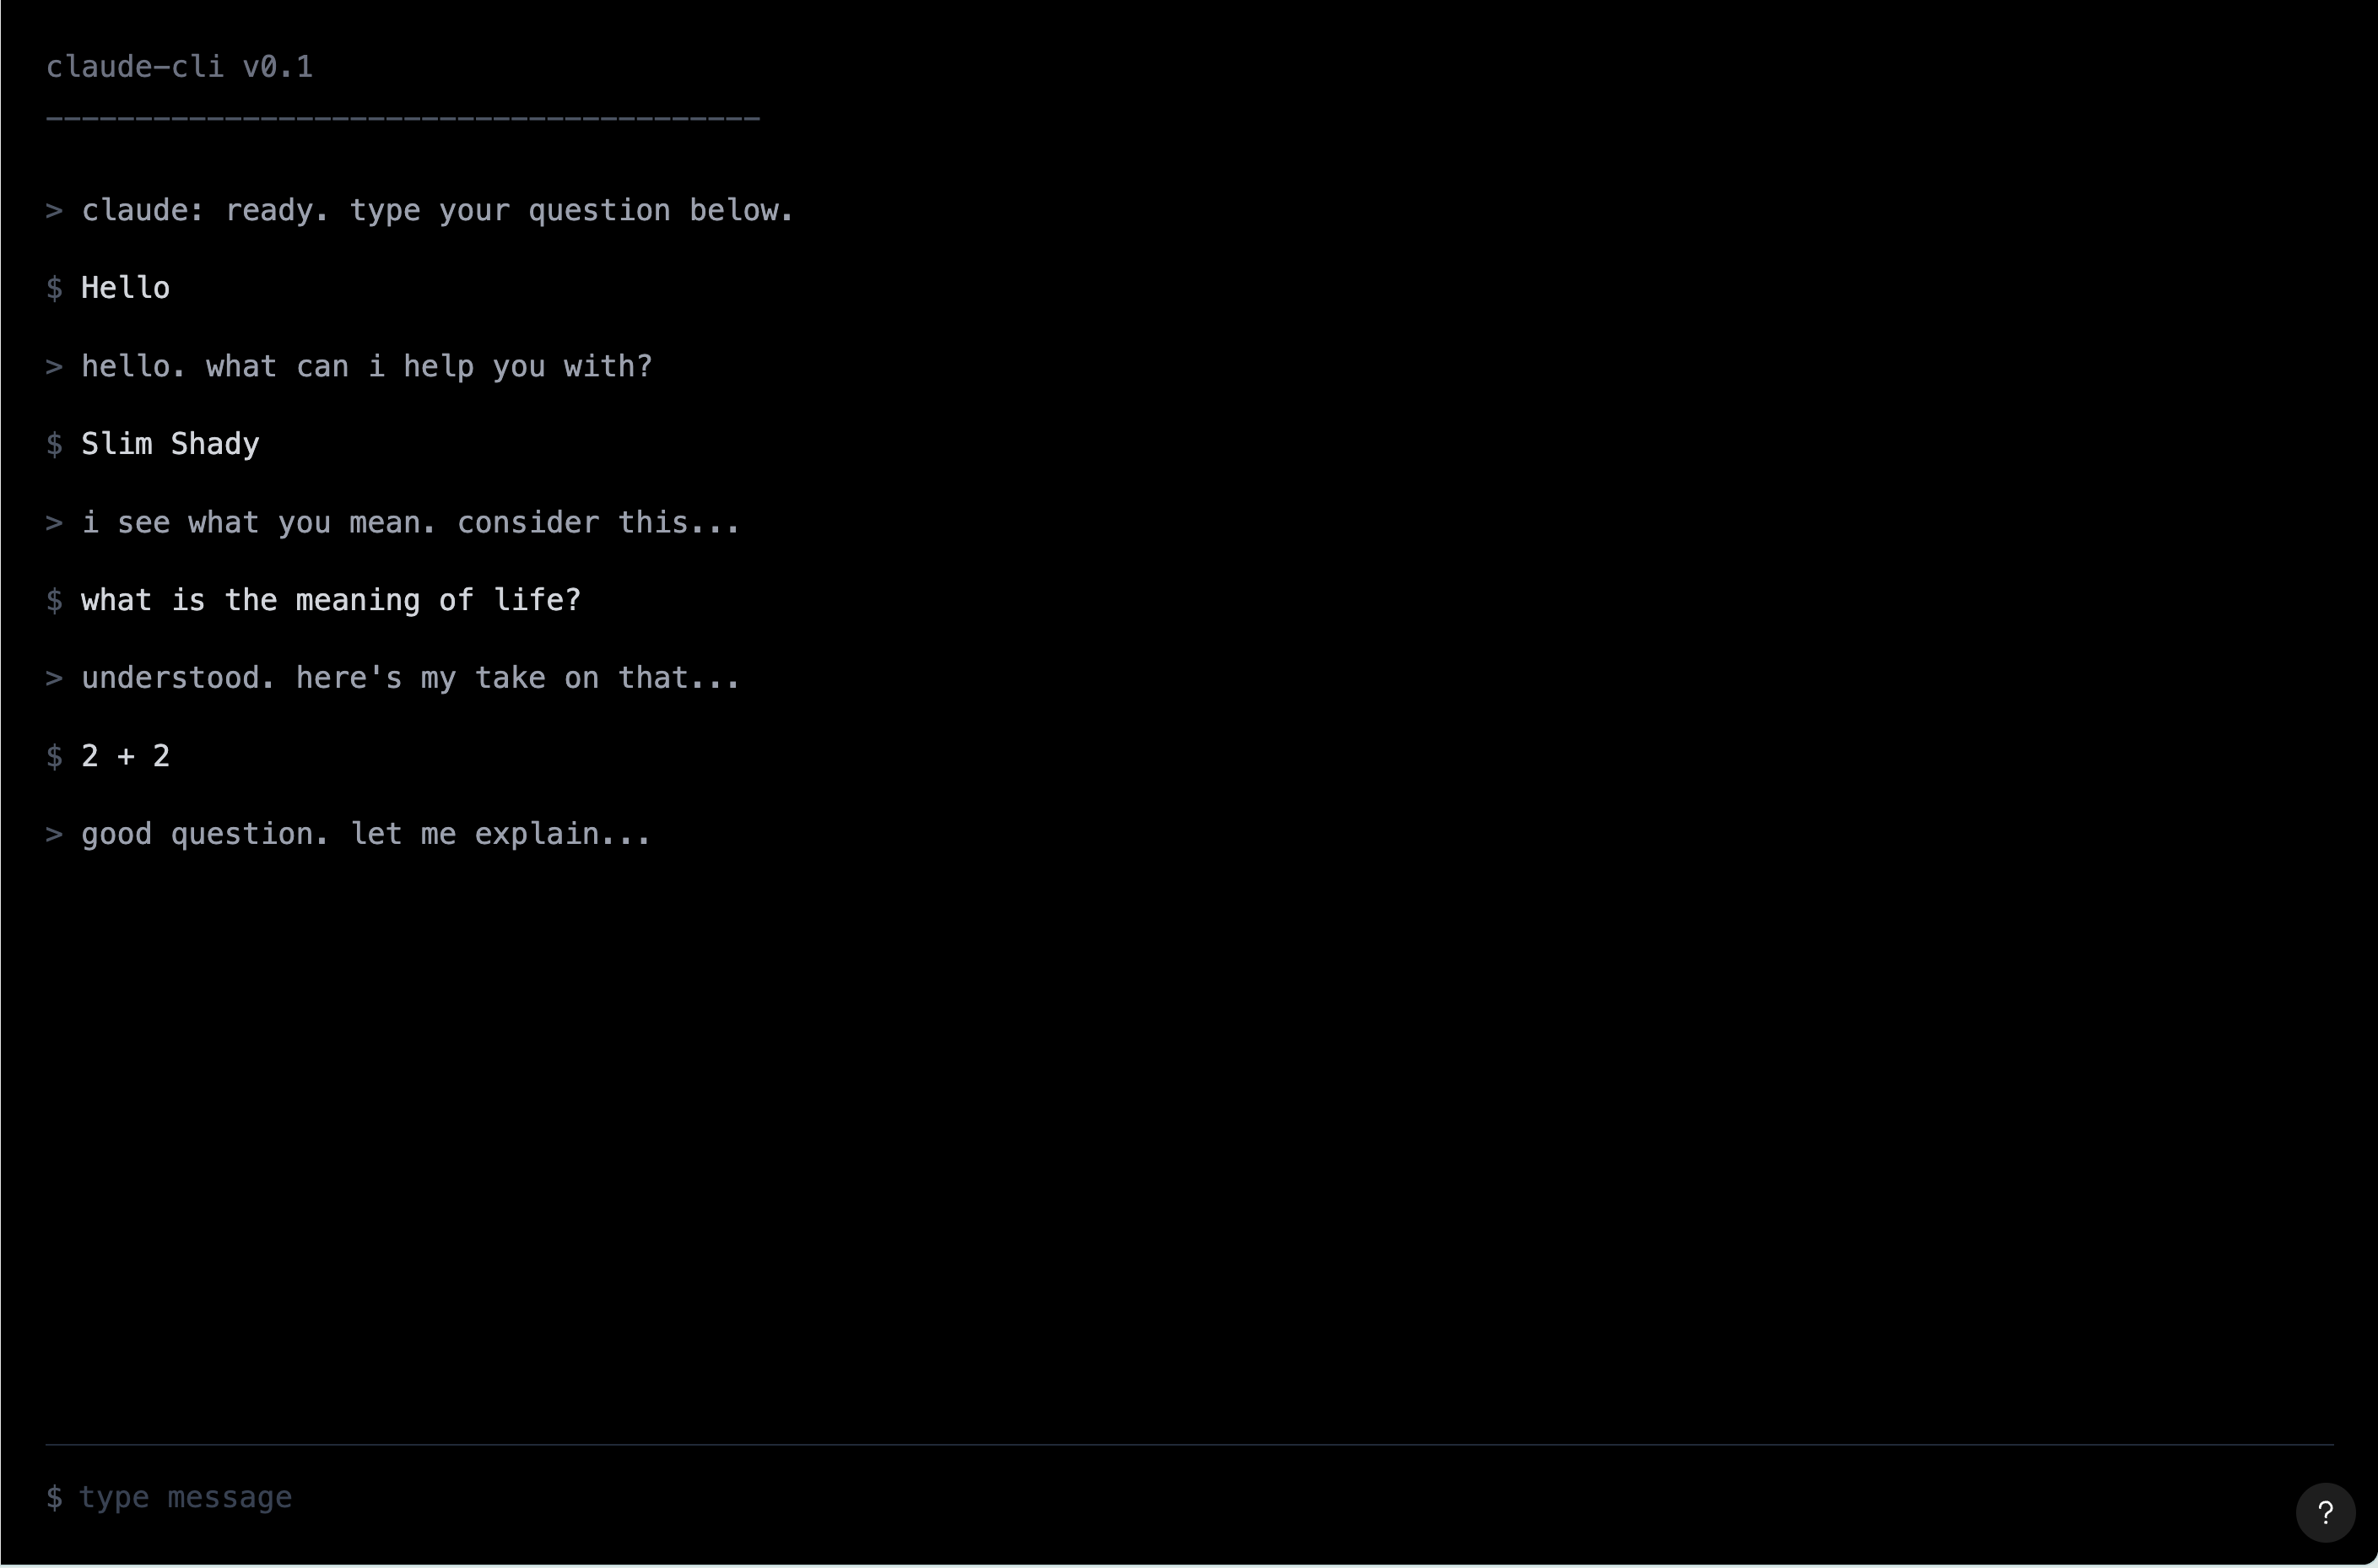 claude-cli v0.1
----------------------------------------
> claude: ready. type your question below.
$ Hello
> hello. what can i help you with?
$ Slim Shady
> i see what you mean. consider this...
$ what is the meaning of life?
> understood. here's my take on that...
$ 2 + 2
> good question. let me explain...
$ type message
?